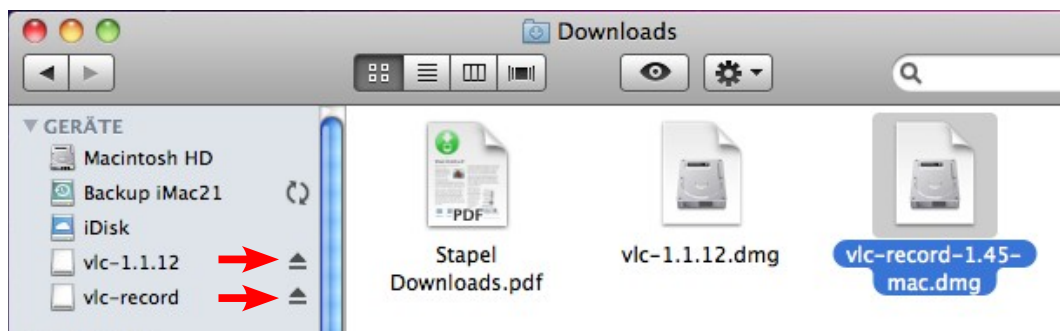 Downloads
GERÄTE
Macintosh HD
Backup iMac21
iDisk
vlc-1.1.12
vlc-record
PDF
Stapel
Downloads.pdf
vlc-1.1.12.dmg
vlc-record-1.45-
mac.dmg